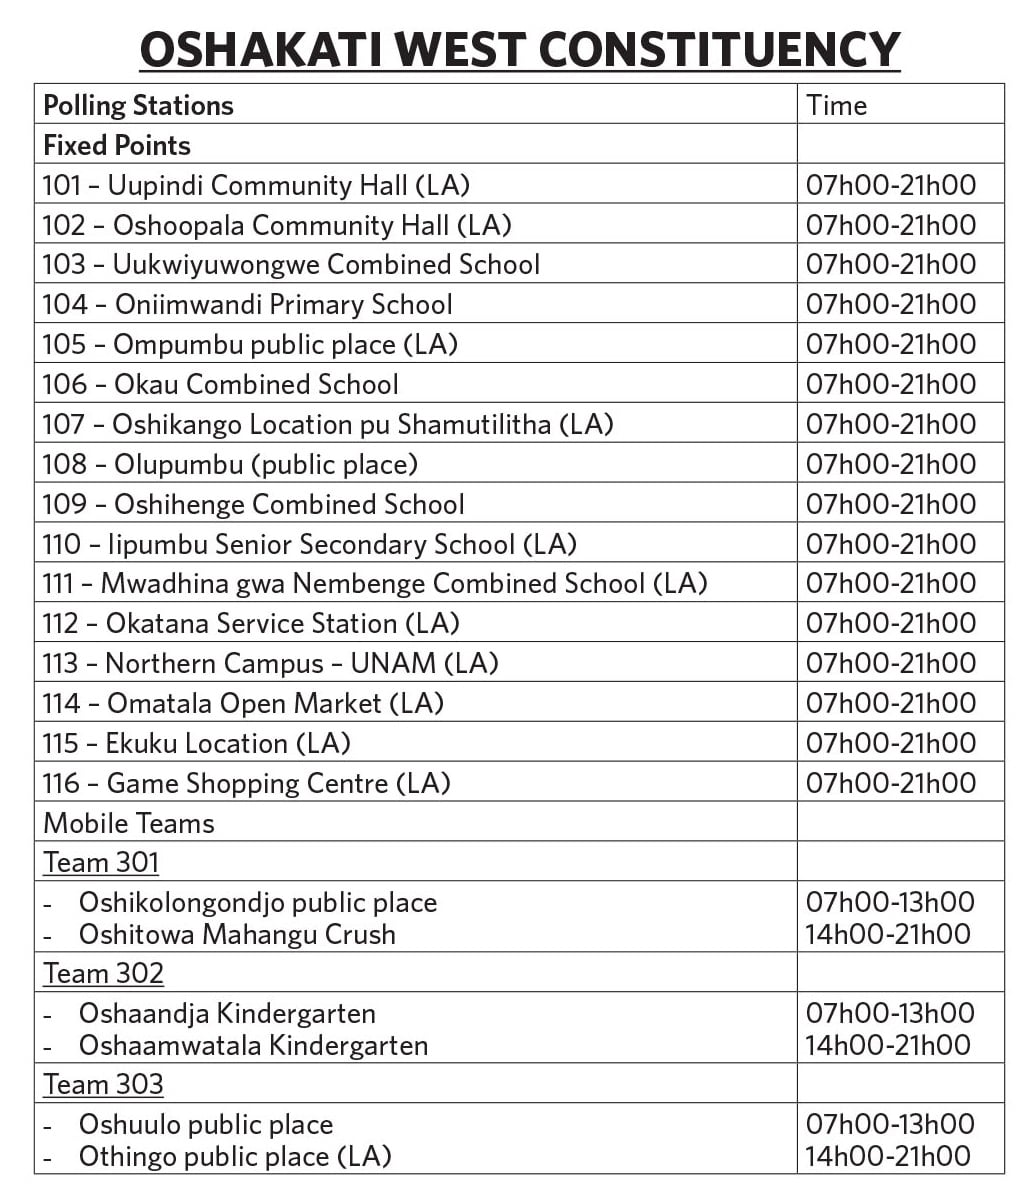 OSHAKATI WEST CONSTITUENCY
Polling Stations Time
Fixed Points
101 – Uupindi Community Hall (LA) 07h00-21h00
102 – Oshoopala Community Hall (LA) 07h00-21h00
103 – Uukwiyuwongwe Combined School 07h00-21h00
104 – Oniimwandi Primary School 07h00-21h00
105 – Ompumbu public place (LA) 07h00-21h00
106 – Okau Combined School 07h00-21h00
107 – Oshikango Location pu Shamutilitha (LA) 07h00-21h00
108 – Olupumbu (public place) 07h00-21h00
109 – Oshihenge Combined School 07h00-21h00
110 – Iipumbu Senior Secondary School (LA) 07h00-21h00
111 – Mwadhina gwa Nembenge Combined School (LA) 07h00-21h00
112 – Okatana Service Station (LA) 07h00-21h00
113 – Northern Campus – UNAM (LA) 07h00-21h00
114 – Omatala Open Market (LA) 07h00-21h00
115 – Ekuku Location (LA) 07h00-21h00
116 – Game Shopping Centre (LA) 07h00-21h00
Mobile Teams
Team 301
- Oshikolongondjo public place 07h00-13h00
- Oshitowa Mahangu Crush 14h00-21h00
Team 302
- Oshaandja Kindergarten 07h00-13h00
- Oshaamwatala Kindergarten 14h00-21h00
Team 303
- Oshuulo public place 07h00-13h00
- Othingo public place (LA) 14h00-21h00